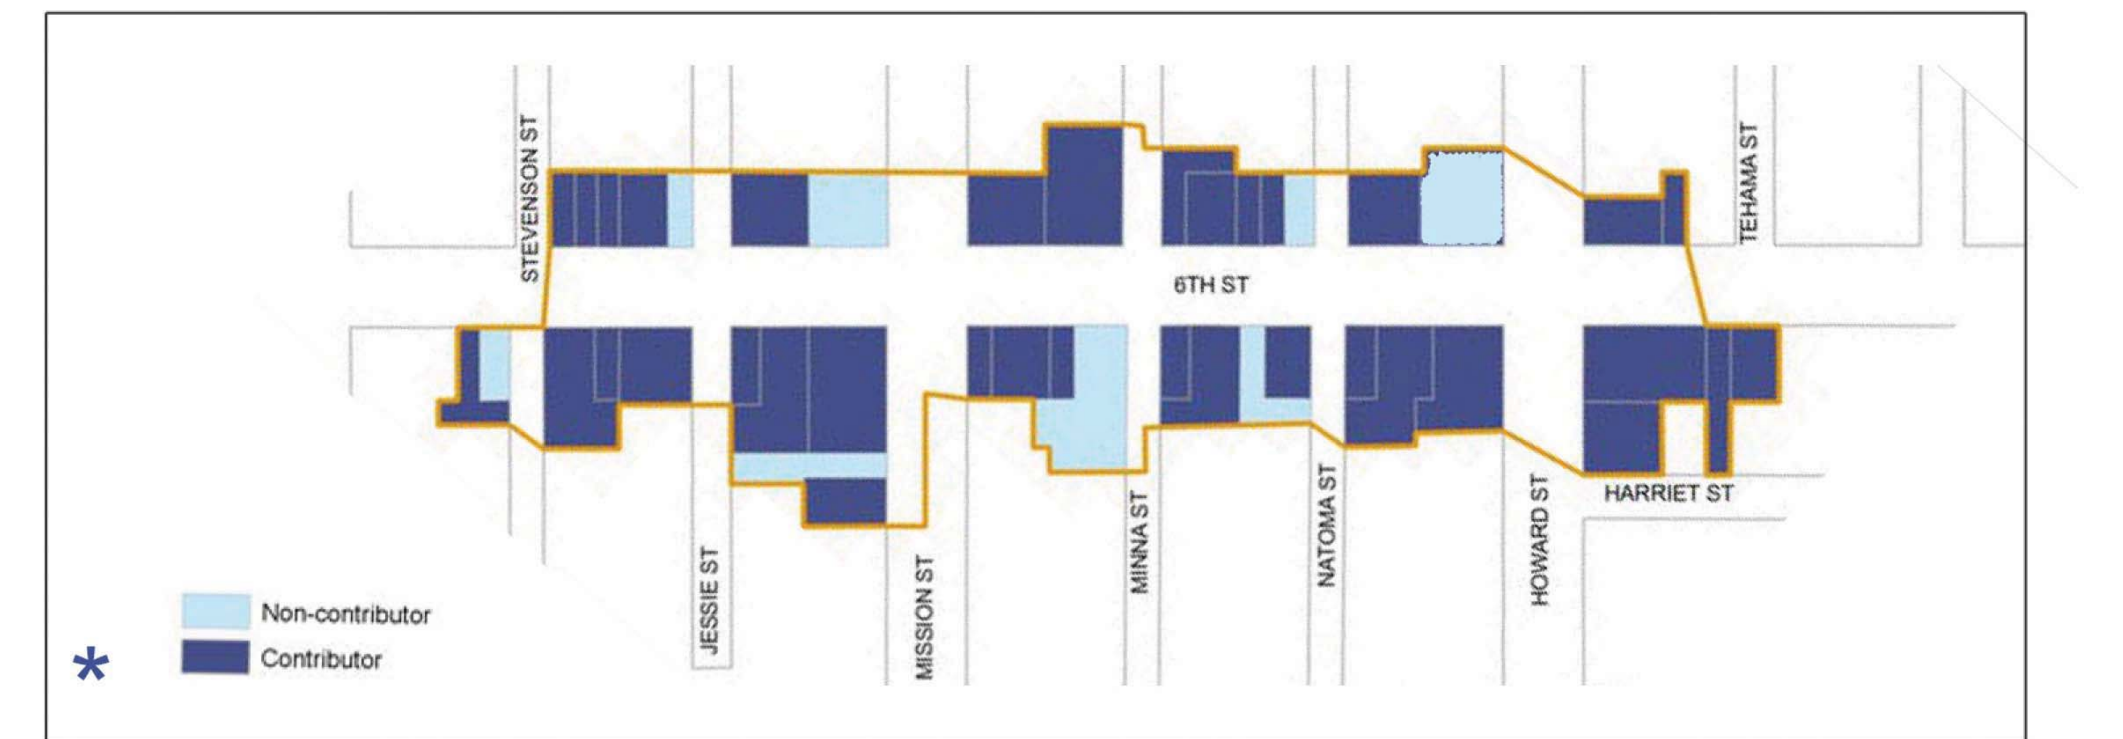 STEVENSON ST
TEHAMA ST
6TH ST
HARRIET ST
JESSIE ST
MISSION ST
MINNA ST
NATOMA ST
HOWARD ST
Non-contributor
* Contributor